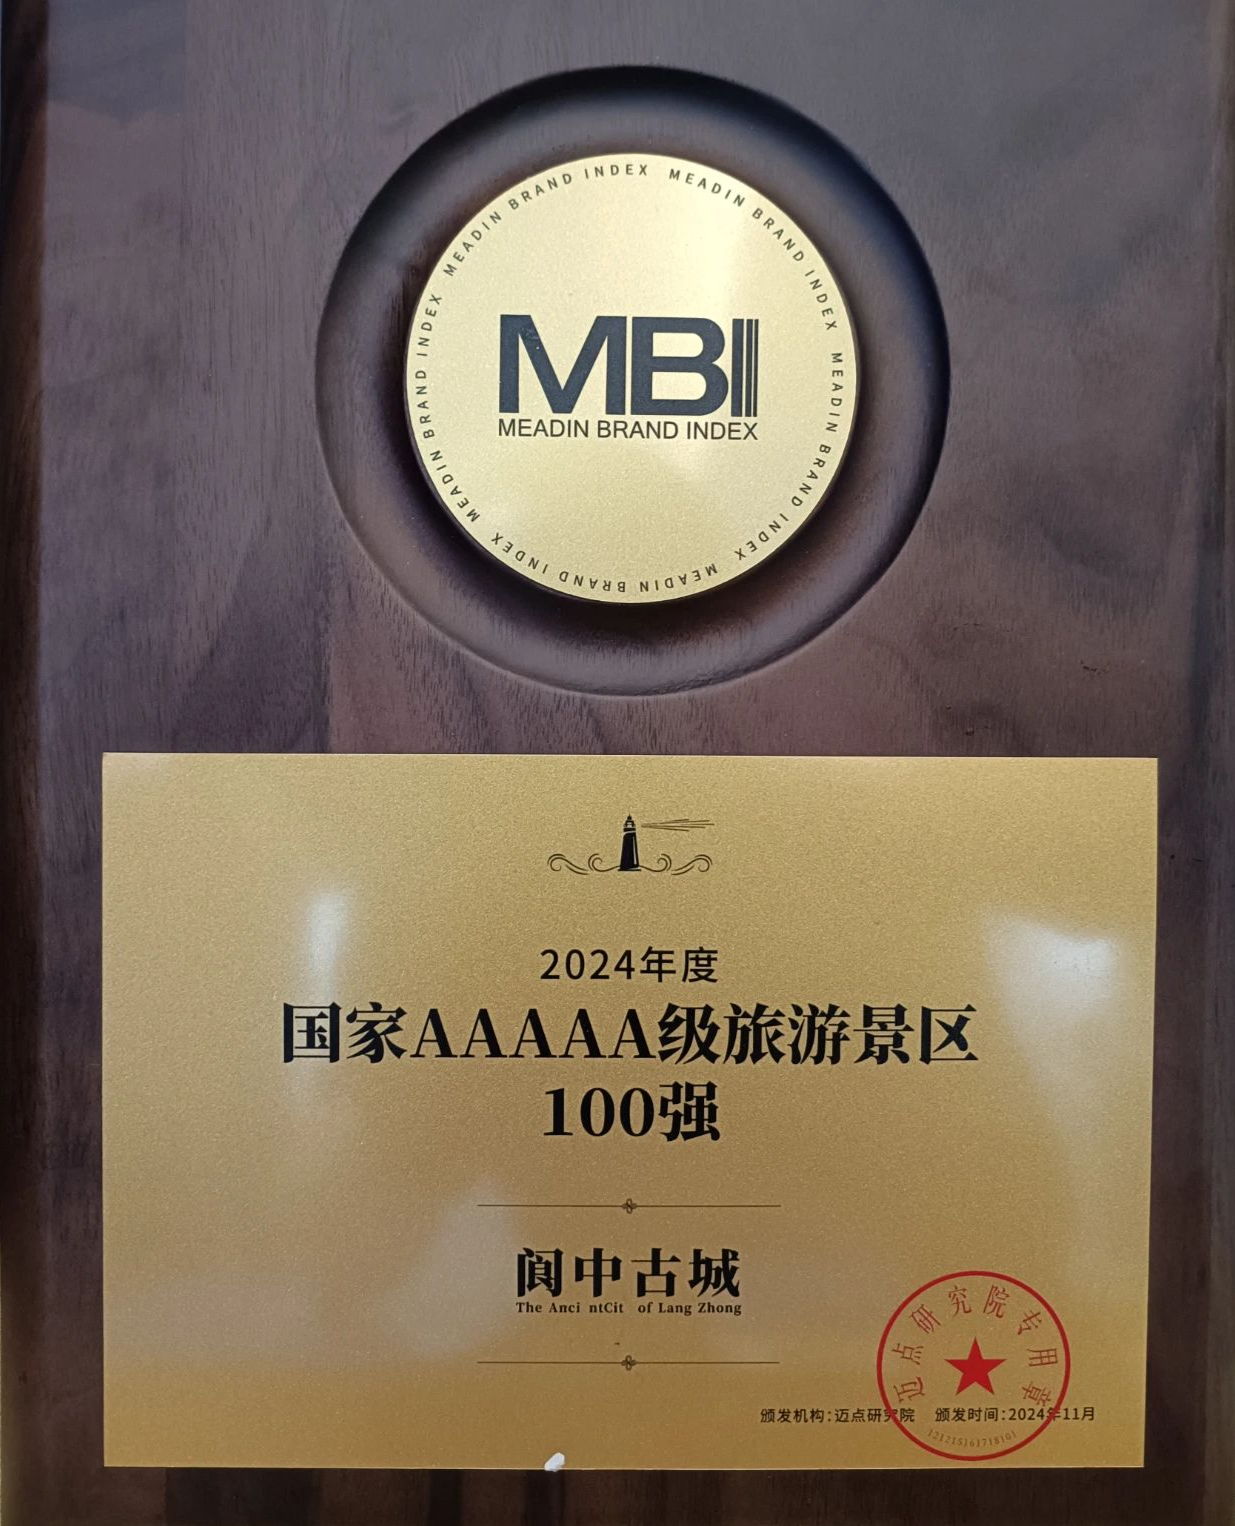 MEADIN BRAND INDEX MEADIN BRAND INDEX MEADIN BRAND INDEX MEADIN BRAND INDEX MEADIN BRAND INDEX
MBI
MEADIN BRAND INDEX
2024年度
国家AAAAA级旅游景区
100强
阆中古城
The Anci ntCit of Lang Zhong
迈点研究院专用章
颁发机构:迈点研究院 颁发时间:2024年11月